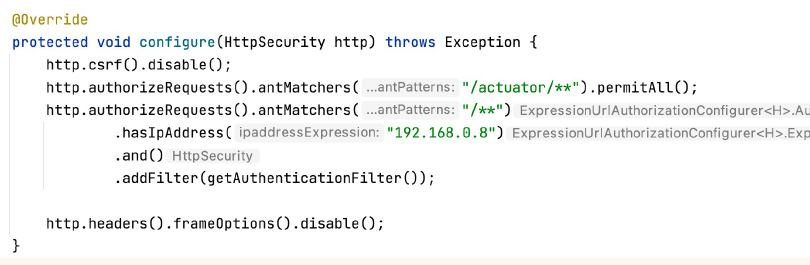 @Override
protected void configure(HttpSecurity http) throws Exception {
http.csrf().disable();
http.authorizeRequests().antMatchers( ...antPatterns: "/actuator/**").permitAll();
http.authorizeRequests().antMatchers( ...antPatterns: "/**") ExpressionUrlAuthorizationConfigurer<H>.Au
.hasIpAddress( ipaddressExpression: "192.168.0.8") ExpressionUrlAuthorizationConfigurer<H>.Exp
.and() HttpSecurity
.addFilter(getAuthenticationFilter());
http.headers().frameOptions().disable();
}